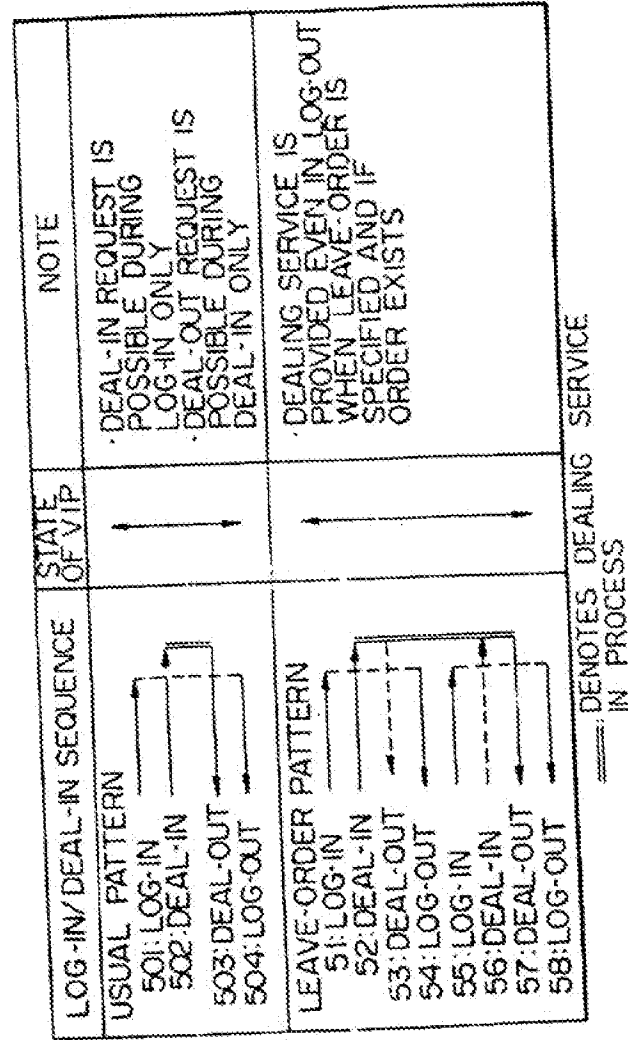 LOG-IN/DEAL-IN SEQUENCE
STATE
OF VIP
NOTE
USUAL PATTERN
501: LOG-IN
502: DEAL-IN
503: DEAL-OUT
504: LOG-OUT
·DEAL-IN REQUEST IS
POSSIBLE DURING
LOG-IN ONLY
·DEAL-OUT REQUEST IS
POSSIBLE DURING
DEAL-IN ONLY
LEAVE-ORDER PATTERN
51: LOG-IN
52: DEAL-IN
53: DEAL-OUT
54: LOG-OUT
55: LOG-IN
56: DEAL-IN
57: DEAL-OUT
58: LOG-OUT
·DEALING SERVICE IS
PROVIDED EVEN IN LOG-OUT
WHEN LEAVE-ORDER IS
SPECIFIED AND IF
ORDER EXISTS
: DENOTES DEALING SERVICE
IN PROCESS